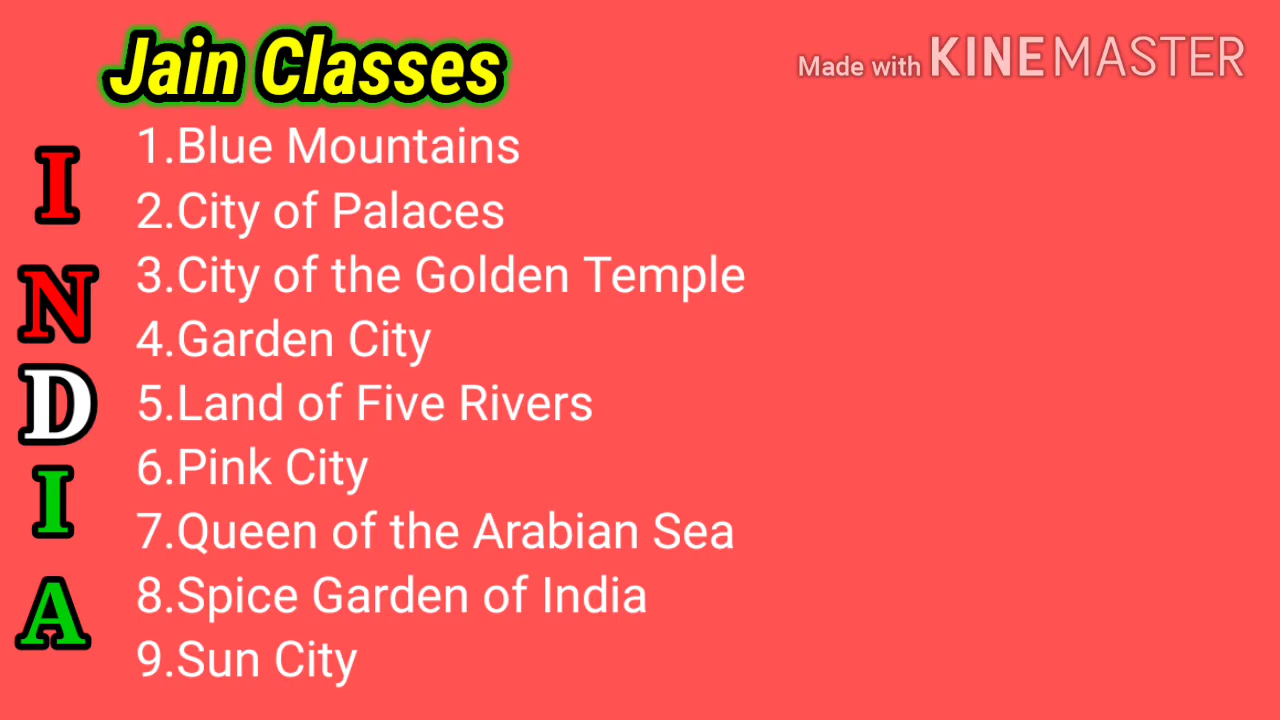 Jain Classes
Made with KINEMASTER
I
N
D
I
A
1.Blue Mountains
2.City of Palaces
3.City of the Golden Temple
4.Garden City
5.Land of Five Rivers
6.Pink City
7.Queen of the Arabian Sea
8.Spice Garden of India
9.Sun City